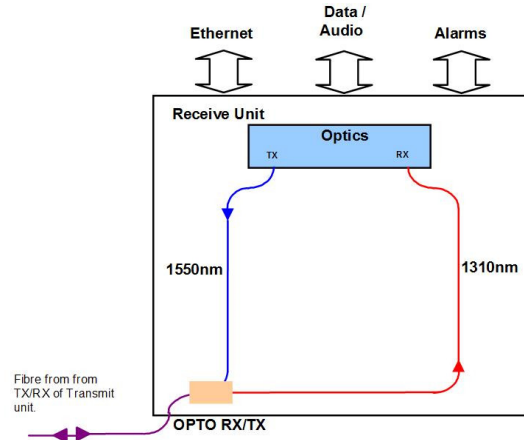 Ethernet
Data /
Audio
Alarms
Receive Unit
Optics
TX
RX
1550nm
1310nm
Fibre from from
TX/RX of Transmit
unit.
OPTO RX/TX